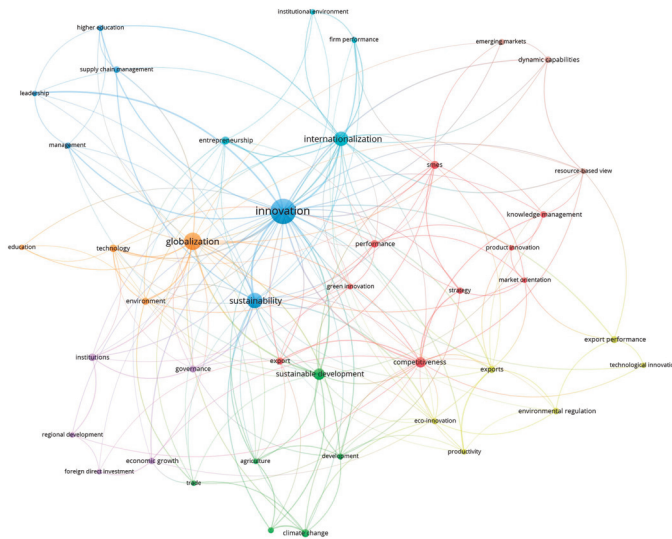 institutional environment
higher education
firm performance
emerging markets
dynamic capabilities
supply chain management
leadership
entrepreneurship
internationalization
management
smes
resource-based view
innovation
knowledge management
globalization
performance
product innovation
education
technology
market orientation
green innovation
strategy
environment
sustainability
export performance
institutions
export
competitiveness
technological innovatio
governance
sustainable development
exports
environmental regulation
eco-innovation
regional development
productivity
development
economic growth
agriculture
foreign direct investment
trade
climate change